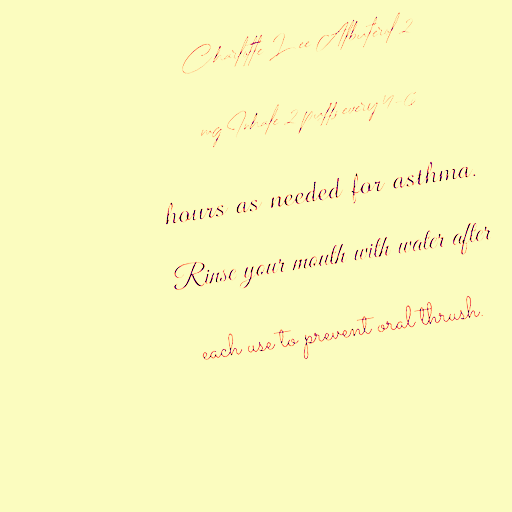 Charlotte Lee Albuterol 2
mg Inhale 2 puffs every 4-6
hours as needed for asthma.
Rinse your mouth with water after
each use to prevent oral thrush.